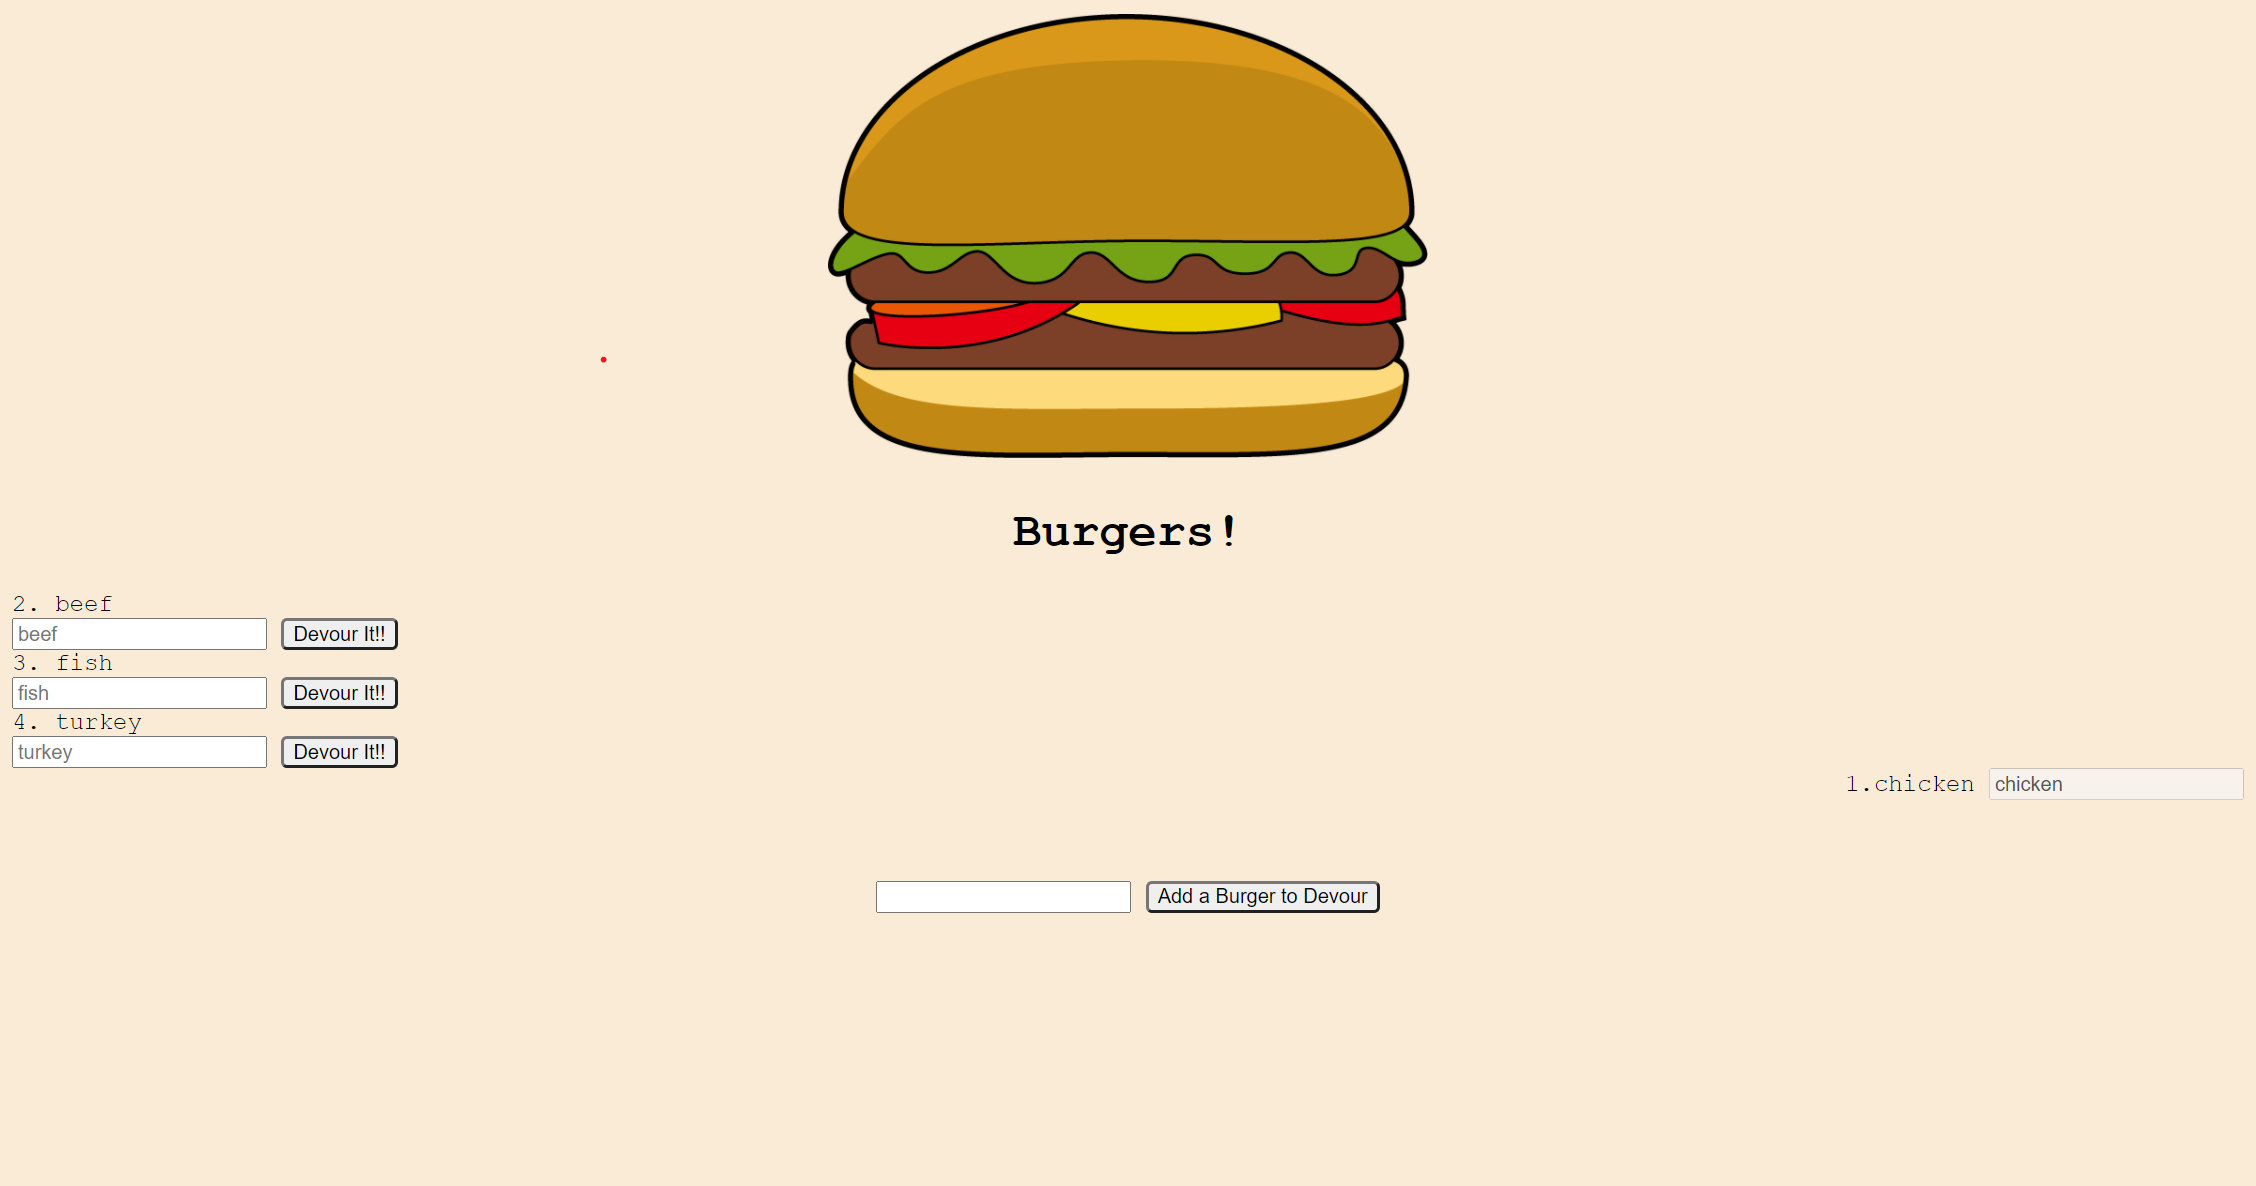 Burgers!
2. beef
beef Devour It!!
3. fish
fish Devour It!!
4. turkey
turkey Devour It!!
1.chicken chicken
Add a Burger to Devour